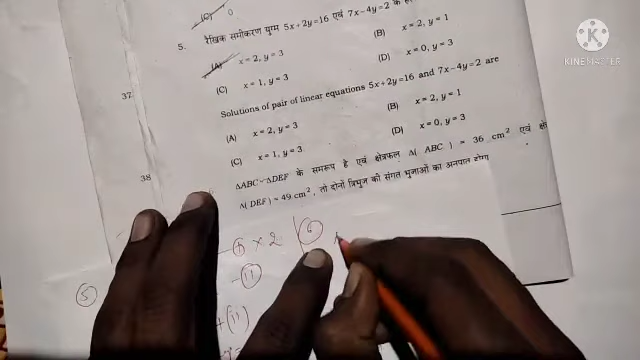 (C) 0
5. रैखिक समीकरण युग्म 5x + 2y = 16 एवं 7x - 4y = 2 के
(A) x = 2, y = 3
(B) x = 2, y = 1
(C) x = 1, y = 3
(D) x = 0, y = 3
Solutions of pair of linear equations 5x + 2y = 16 and 7x - 4y = 2 are
(A) x = 2, y = 3
(B) x = 2, y = 1
(C) x = 1, y = 3
(D) x = 0, y = 3
ΔABC ~ ΔDEF के समरूप है एवं क्षेत्रफल Δ( ABC ) = 36 cm² एवं
Δ( DEF) = 49 cm², तो दोनों त्रिभुज की संगत भुजाओं का अनुपात होगा
37
38
× 2
- (ii)
(5)
+ (ii)
(6)
KINEMASTER